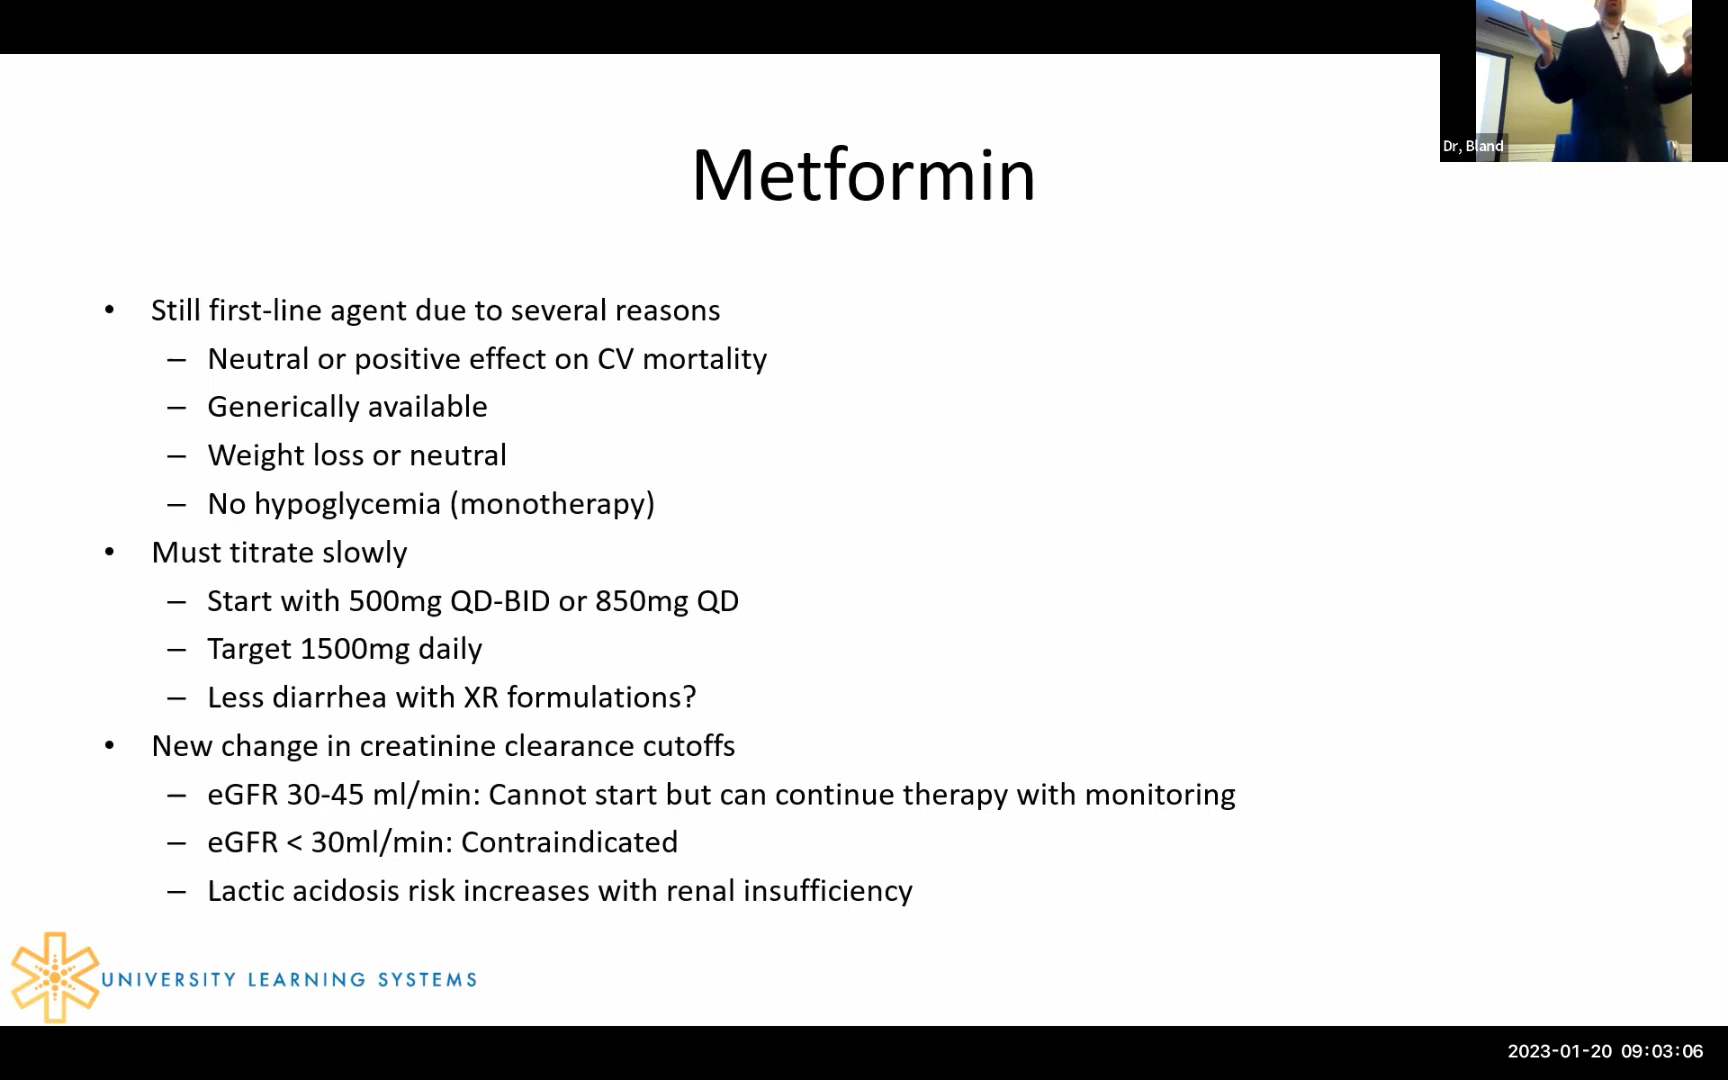 Dr, Bland
Metformin
• Still first-line agent due to several reasons
– Neutral or positive effect on CV mortality
– Generically available
– Weight loss or neutral
– No hypoglycemia (monotherapy)
• Must titrate slowly
– Start with 500mg QD-BID or 850mg QD
– Target 1500mg daily
– Less diarrhea with XR formulations?
• New change in creatinine clearance cutoffs
– eGFR 30-45 ml/min: Cannot start but can continue therapy with monitoring
– eGFR < 30ml/min: Contraindicated
– Lactic acidosis risk increases with renal insufficiency
UNIVERSITY LEARNING SYSTEMS
2023-01-20 09:03:06